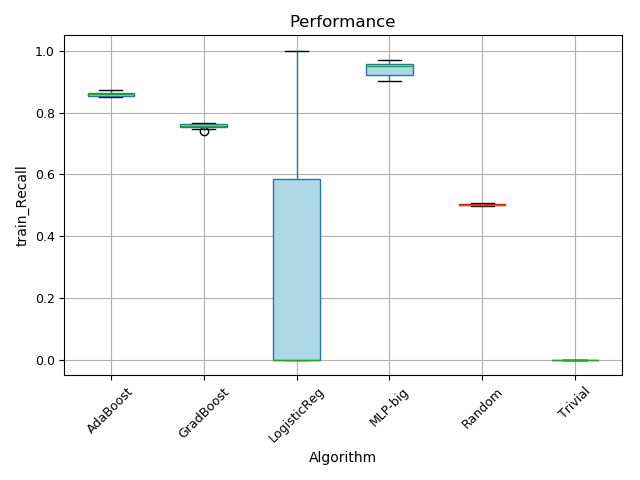 Performance
train_Recall
1.0
0.8
0.6
0.4
0.2
0.0
AdaBoost
GradBoost
LogisticReg
MLP-big
Random
Trivial
Algorithm